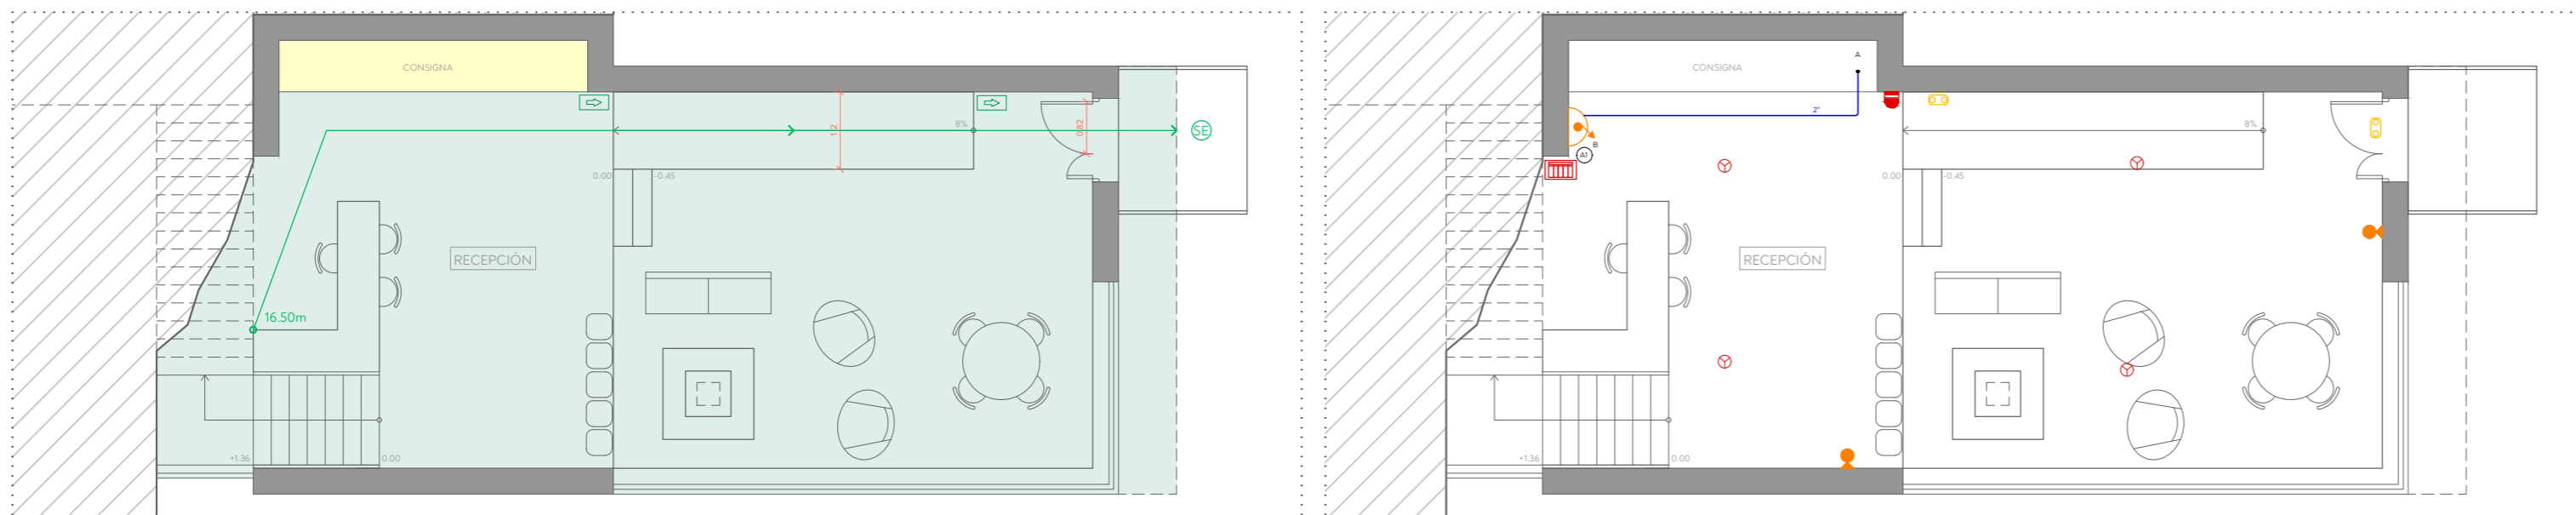 CONSIGNA
1.2
8%
0.82
SE
0.00
-0.45
RECEPCIÓN
16.50m
+1.36
0.00
A
CONSIGNA
2"
8%
B
A1
0.00
-0.45
RECEPCIÓN
+1.36
0.00